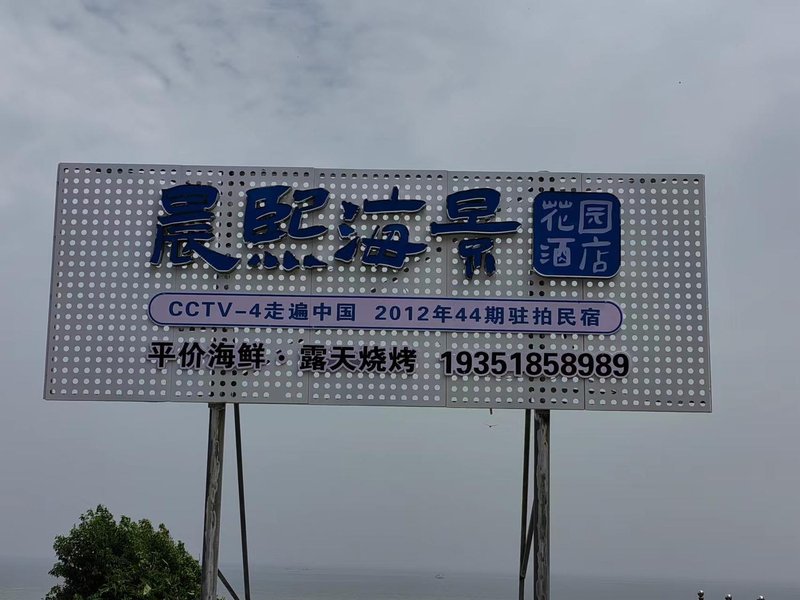 晨熙海景 花园酒店
CCTV-4走遍中国 2012年44期驻拍民宿
平价海鲜·露天烧烤 19351858989